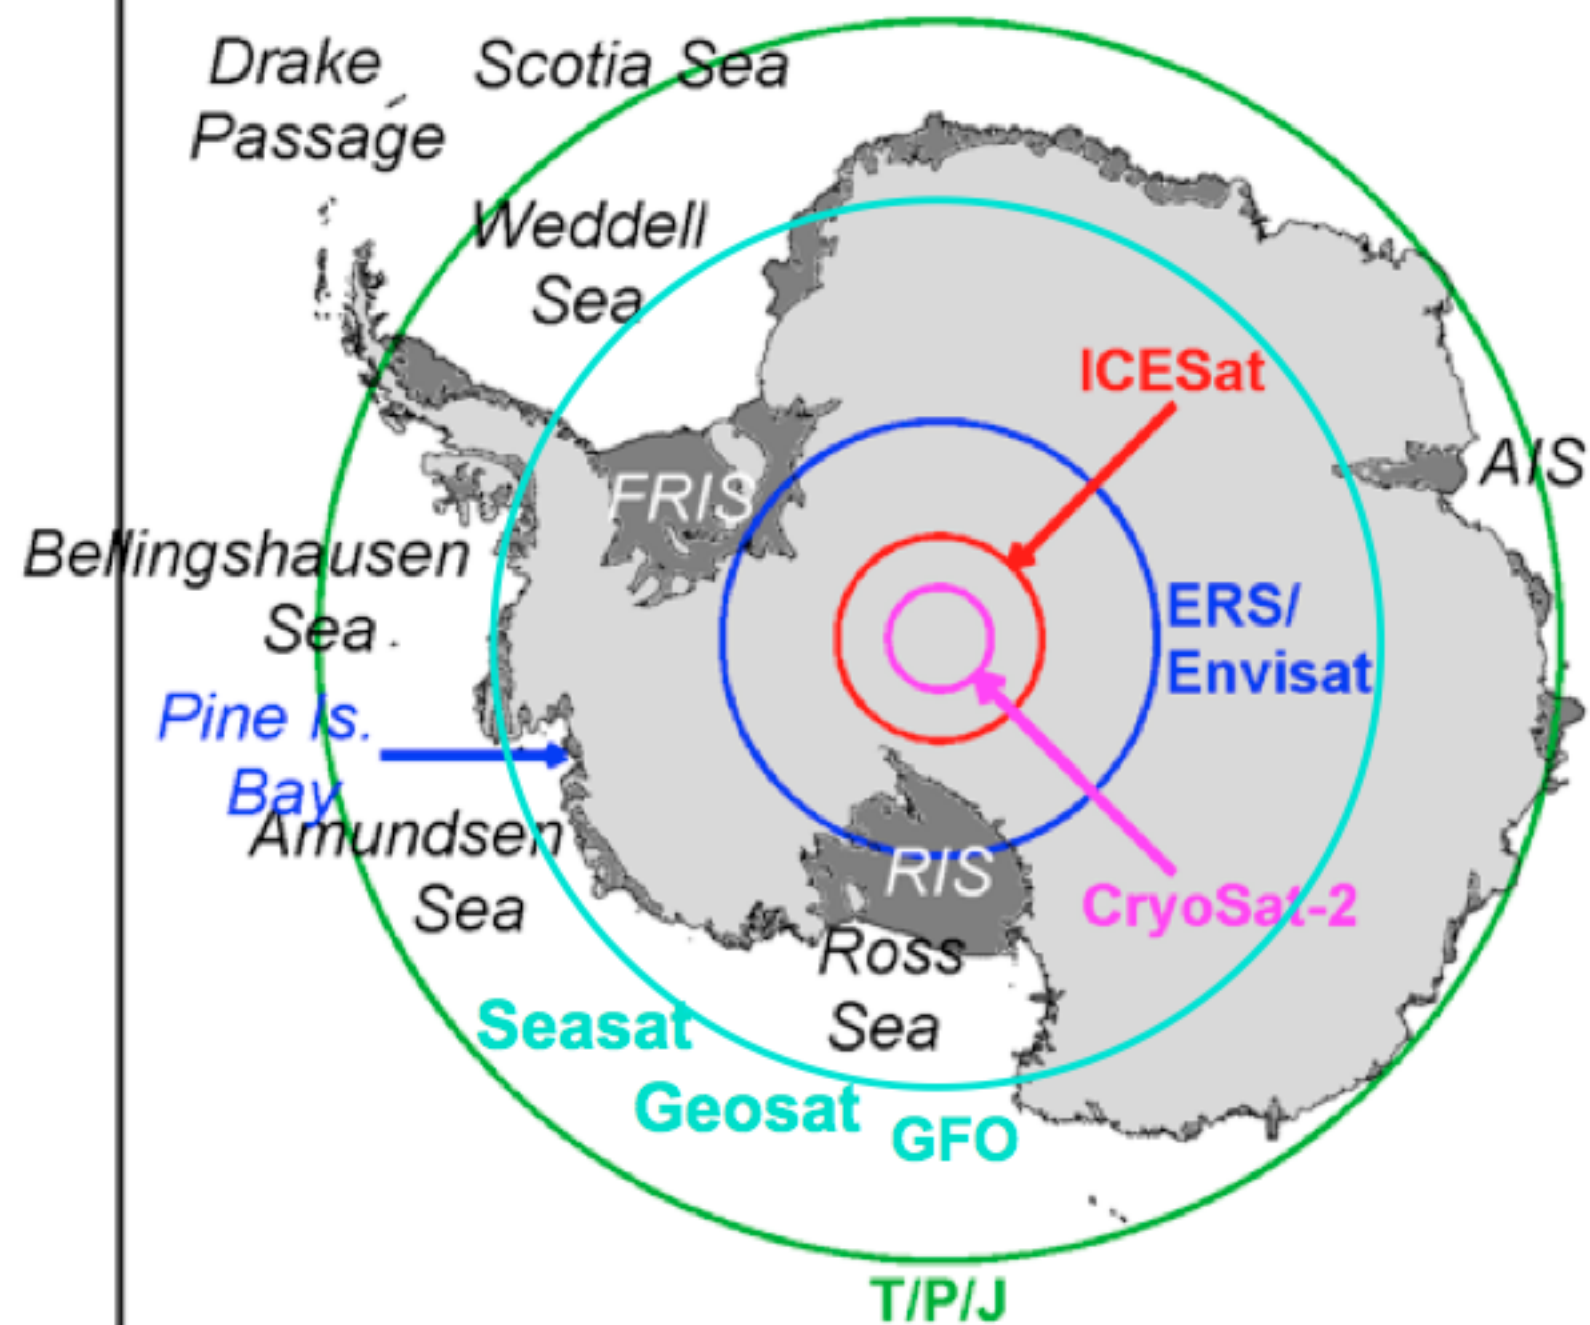 Drake
Passage
Scotia Sea
Weddell
Sea
ICESat
AIS
FRIS
Bellingshausen
Sea
ERS/
Envisat
Pine Is.
Bay
Amundsen
Sea
RIS
CryoSat-2
Ross
Sea
Seasat
Geosat
GFO
T/P/J